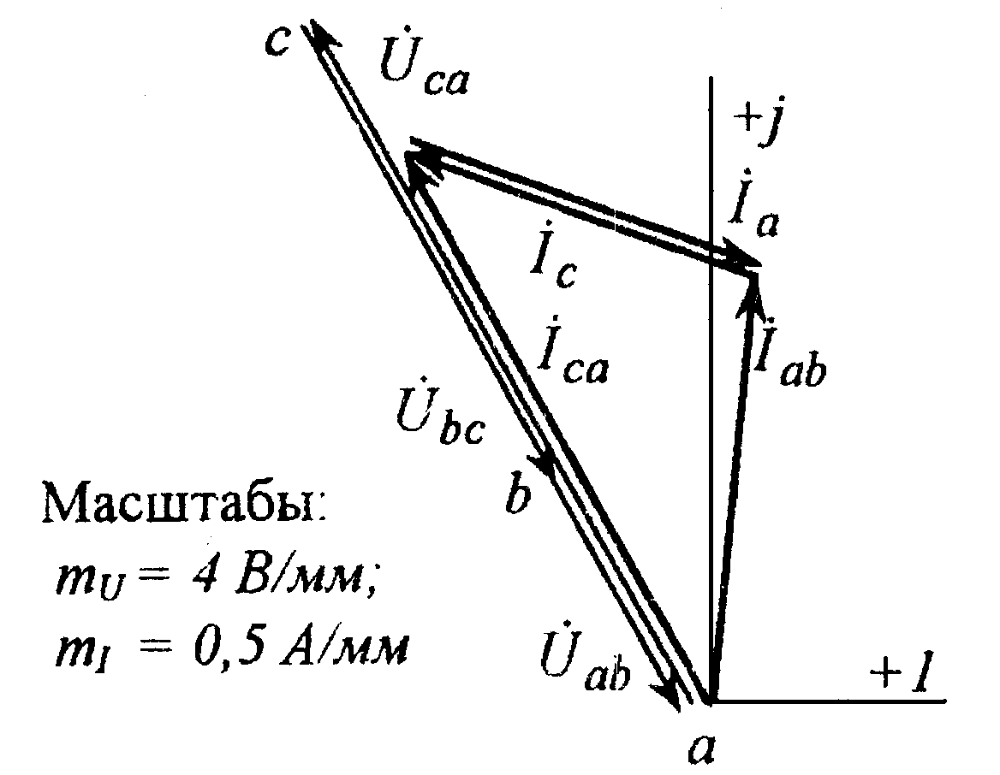 c
U̇ca
+j
İa
İc
İca
İab
U̇bc
b
Масштабы:
mU = 4 В/мм;
mI = 0,5 А/мм
U̇ab
+1
a